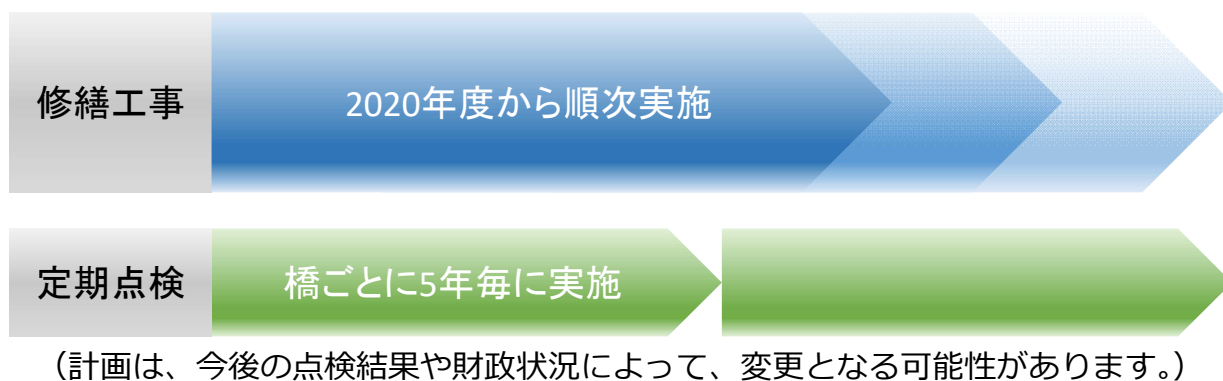 修繕工事
2020年度から順次実施
定期点検
橋ごとに5年毎に実施
(計画は、今後の点検結果や財政状況によって、変更となる可能性があります。)